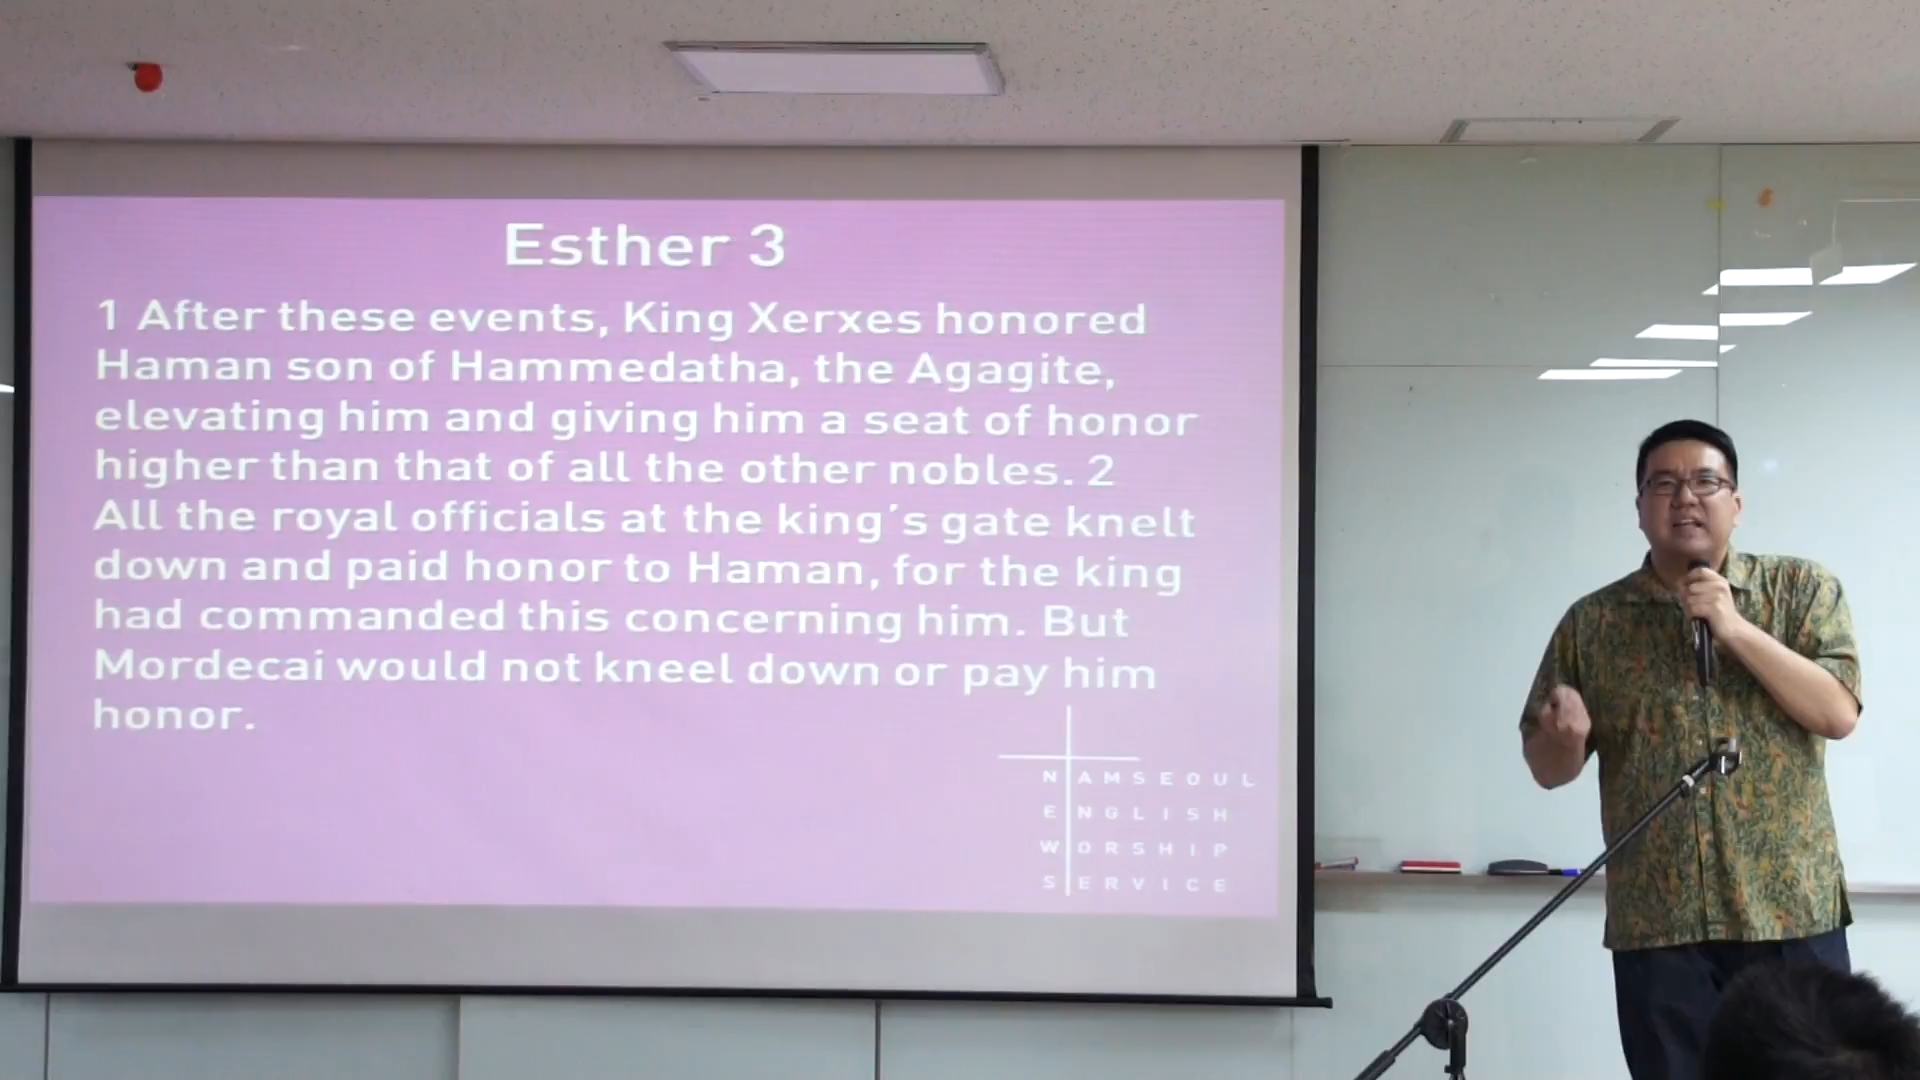 Esther 3
1 After these events, King Xerxes honored
Haman son of Hammedatha, the Agagite,
elevating him and giving him a seat of honor
higher than that of all the other nobles. 2
All the royal officials at the king's gate knelt
down and paid honor to Haman, for the king
had commanded this concerning him. But
Mordecai would not kneel down or pay him
honor.
NAMSEOUL
ENGLISH
WORSHIP
SERVICE